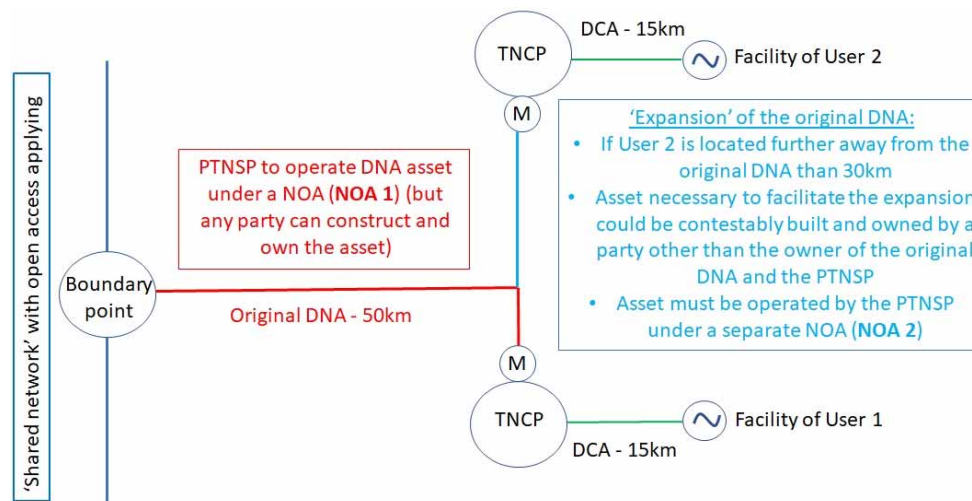 'Shared network' with open access applying
DCA - 15km
TNCP
Facility of User 2
M
PTNSP to operate DNA asset
under a NOA (NOA 1) (but
any party can construct and
own the asset)
'Expansion' of the original DNA:
• If User 2 is located further away from the
original DNA than 30km
• Asset necessary to facilitate the expansion
could be contestably built and owned by a
party other than the owner of the original
DNA and the PTNSP
• Asset must be operated by the PTNSP
under a separate NOA (NOA 2)
Boundary
point
Original DNA - 50km
M
TNCP
Facility of User 1
DCA - 15km